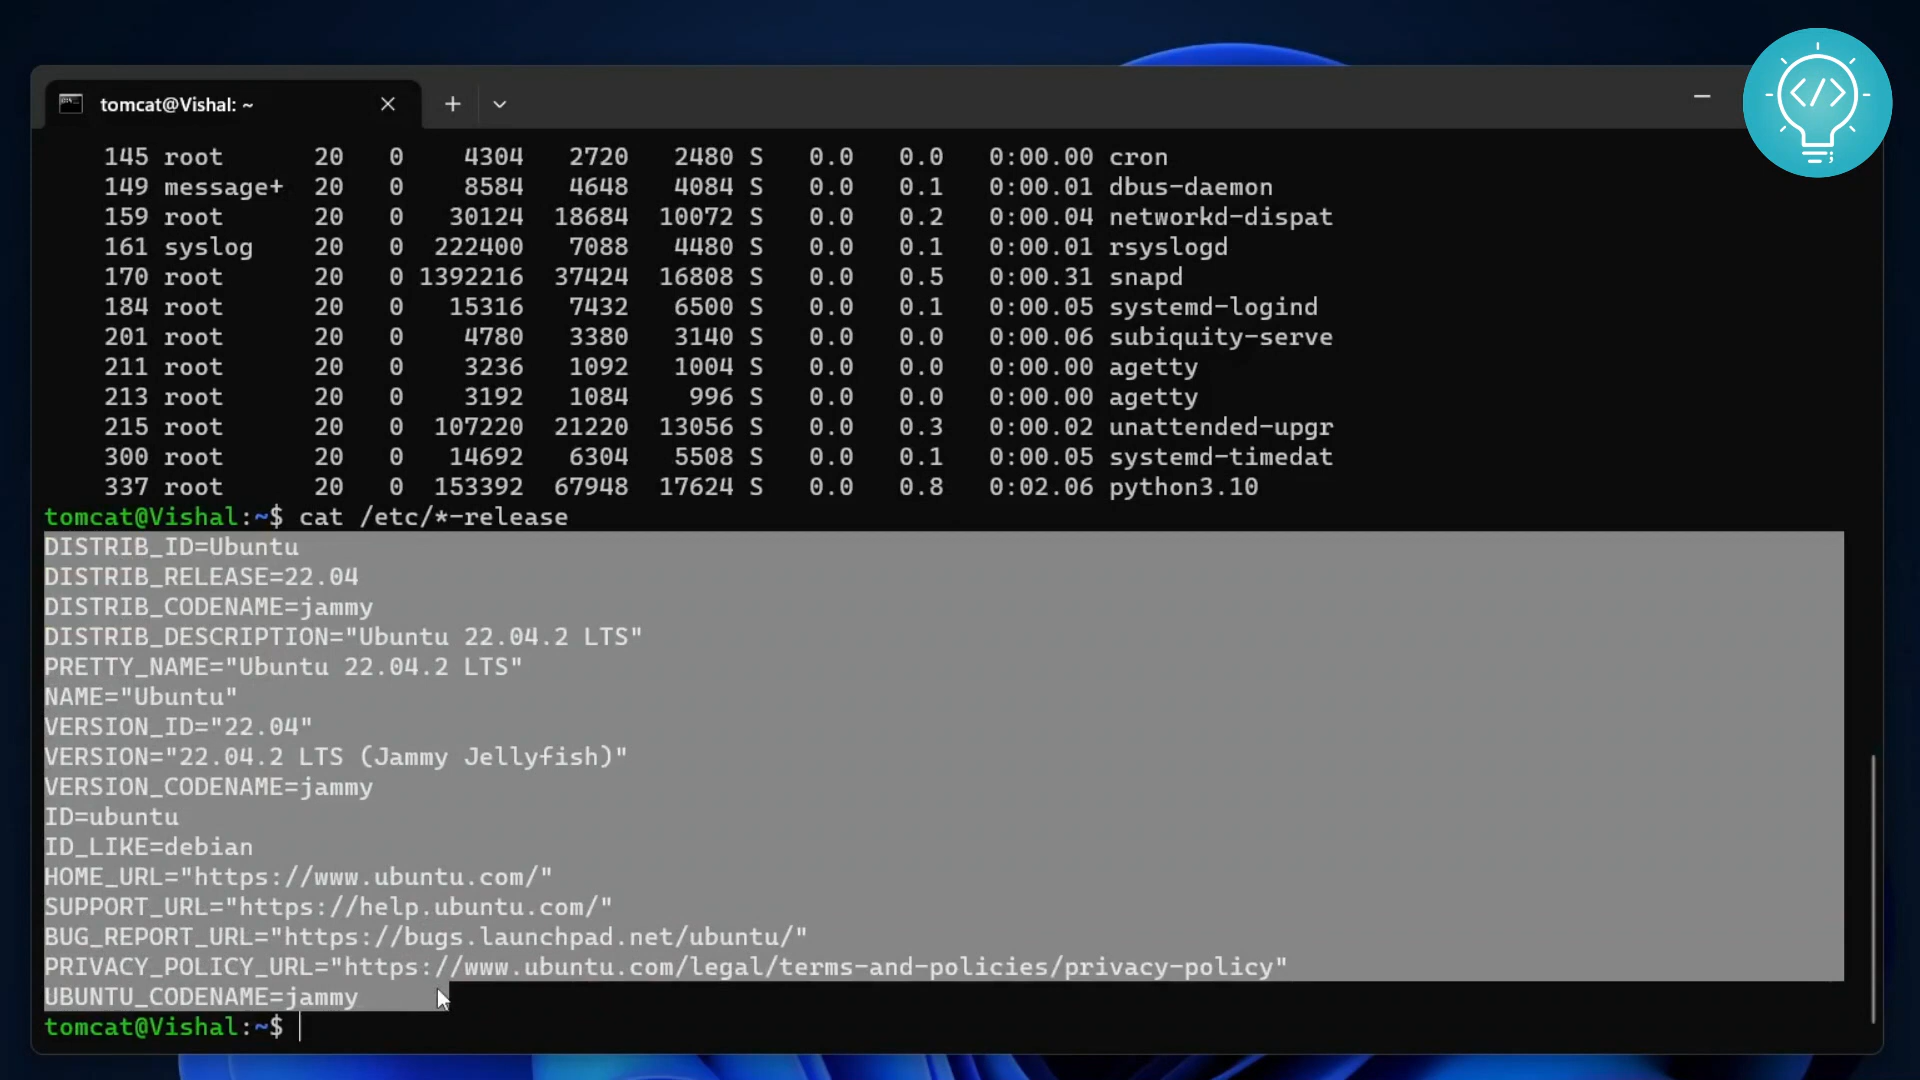 tomcat@Vishal: ~
145 root 20 0 4304 2720 2480 S 0.0 0.0 0:00.00 cron
149 message+ 20 0 8584 4648 4084 S 0.0 0.1 0:00.01 dbus-daemon
159 root 20 0 30124 18684 10072 S 0.0 0.2 0:00.04 networkd-dispat
161 syslog 20 0 222400 7088 4480 S 0.0 0.1 0:00.01 rsyslogd
170 root 20 0 1392216 37424 16808 S 0.0 0.5 0:00.31 snapd
184 root 20 0 15316 7432 6500 S 0.0 0.1 0:00.05 systemd-logind
201 root 20 0 4780 3380 3140 S 0.0 0.0 0:00.06 subiquity-serve
211 root 20 0 3236 1092 1004 S 0.0 0.0 0:00.00 agetty
213 root 20 0 3192 1084 996 S 0.0 0.0 0:00.00 agetty
215 root 20 0 107220 21220 13056 S 0.0 0.3 0:00.02 unattended-upgr
300 root 20 0 14692 6304 5508 S 0.0 0.1 0:00.05 systemd-timedat
337 root 20 0 153392 67948 17624 S 0.0 0.8 0:02.06 python3.10
tomcat@Vishal:~$ cat /etc/*-release
DISTRIB_ID=Ubuntu
DISTRIB_RELEASE=22.04
DISTRIB_CODENAME=jammy
DISTRIB_DESCRIPTION="Ubuntu 22.04.2 LTS"
PRETTY_NAME="Ubuntu 22.04.2 LTS"
NAME="Ubuntu"
VERSION_ID="22.04"
VERSION="22.04.2 LTS (Jammy Jellyfish)"
VERSION_CODENAME=jammy
ID=ubuntu
ID_LIKE=debian
HOME_URL="https://www.ubuntu.com/"
SUPPORT_URL="https://help.ubuntu.com/"
BUG_REPORT_URL="https://bugs.launchpad.net/ubuntu/"
PRIVACY_POLICY_URL="https://www.ubuntu.com/legal/terms-and-policies/privacy-policy"
UBUNTU_CODENAME=jammy
tomcat@Vishal:~$